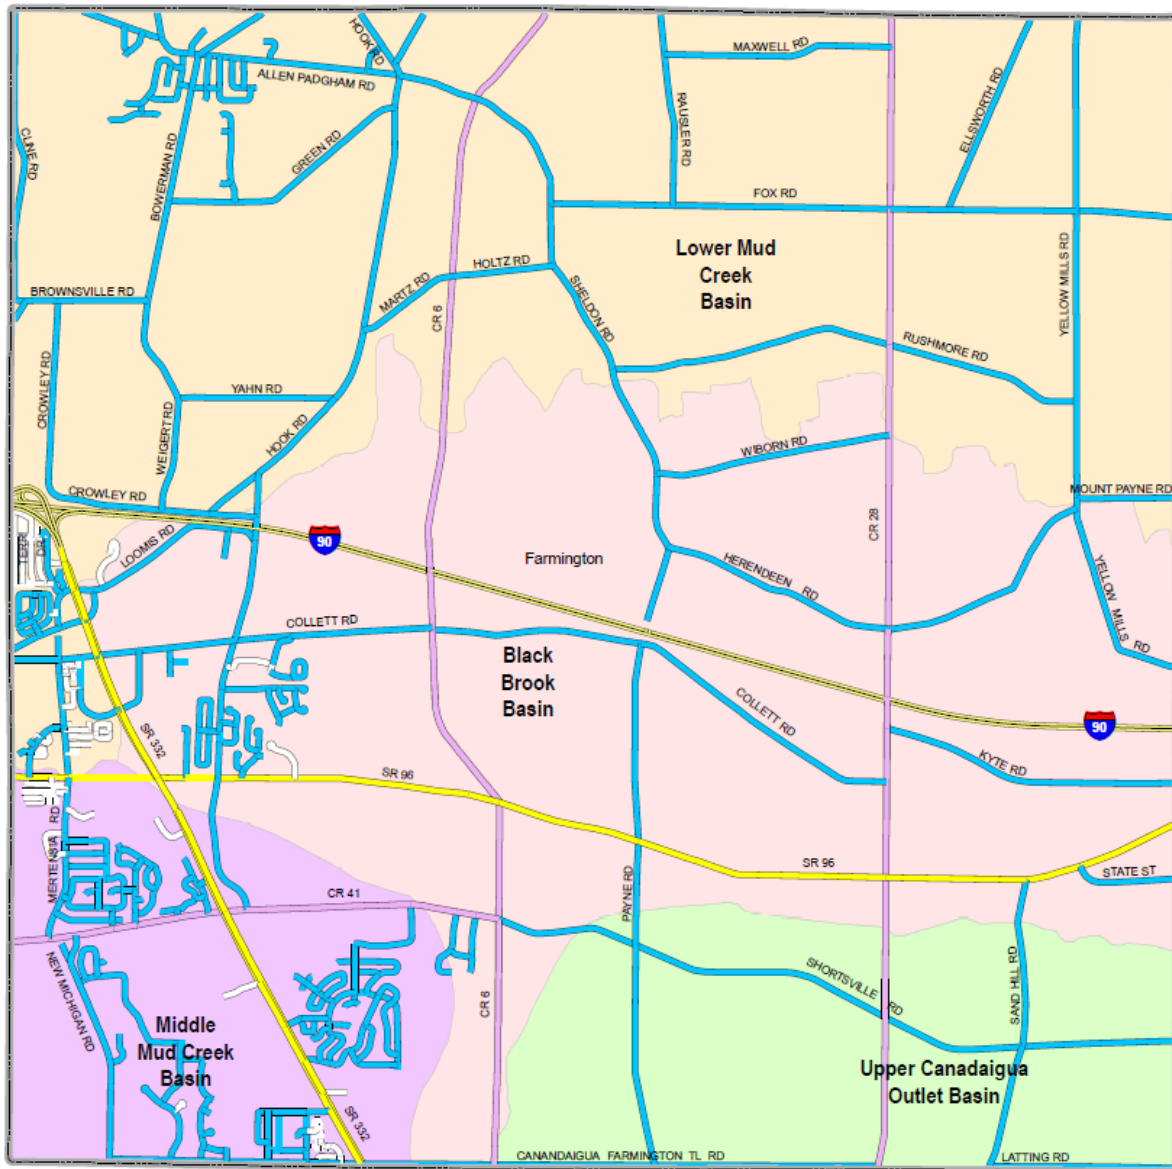 HOOK RD
MAXWELL RD
ALLEN PADGHAM RD
ELLSWORTH RD
RAUSLER RD
CLINE RD
GREEN RD
BOWERMAN RD
FOX RD
Lower Mud
Creek
Basin
YELLOW MILLS RD
HOLTZ RD
MARTZ RD
BROWNSVILLE RD
SHELDON RD
CR 6
RUSHMORE RD
CROWLEY RD
YAHN RD
WEIGERT RD
HOOK RD
WIBORN RD
CROWLEY RD
MOUNT PAYNE RD
CR 28
LOOMIS RD
90
TERR
DR
Farmington
HERENDEEN RD
YELLOW MILLS RD
COLLETT RD
Black
Brook
Basin
COLLETT RD
90
SR 332
KYTE RD
SR 96
MERTENSIA RD
SR 96
STATE ST
CR 41
PAYNE RD
SHORTSVILLE RD
SAND HILL RD
NEW MICHIGAN RD
CR 6
Middle
Mud Creek
Basin
Upper Canadaigua
Outlet Basin
SR 332
CANANDAIGUA FARMINGTON TL RD
LATTING RD